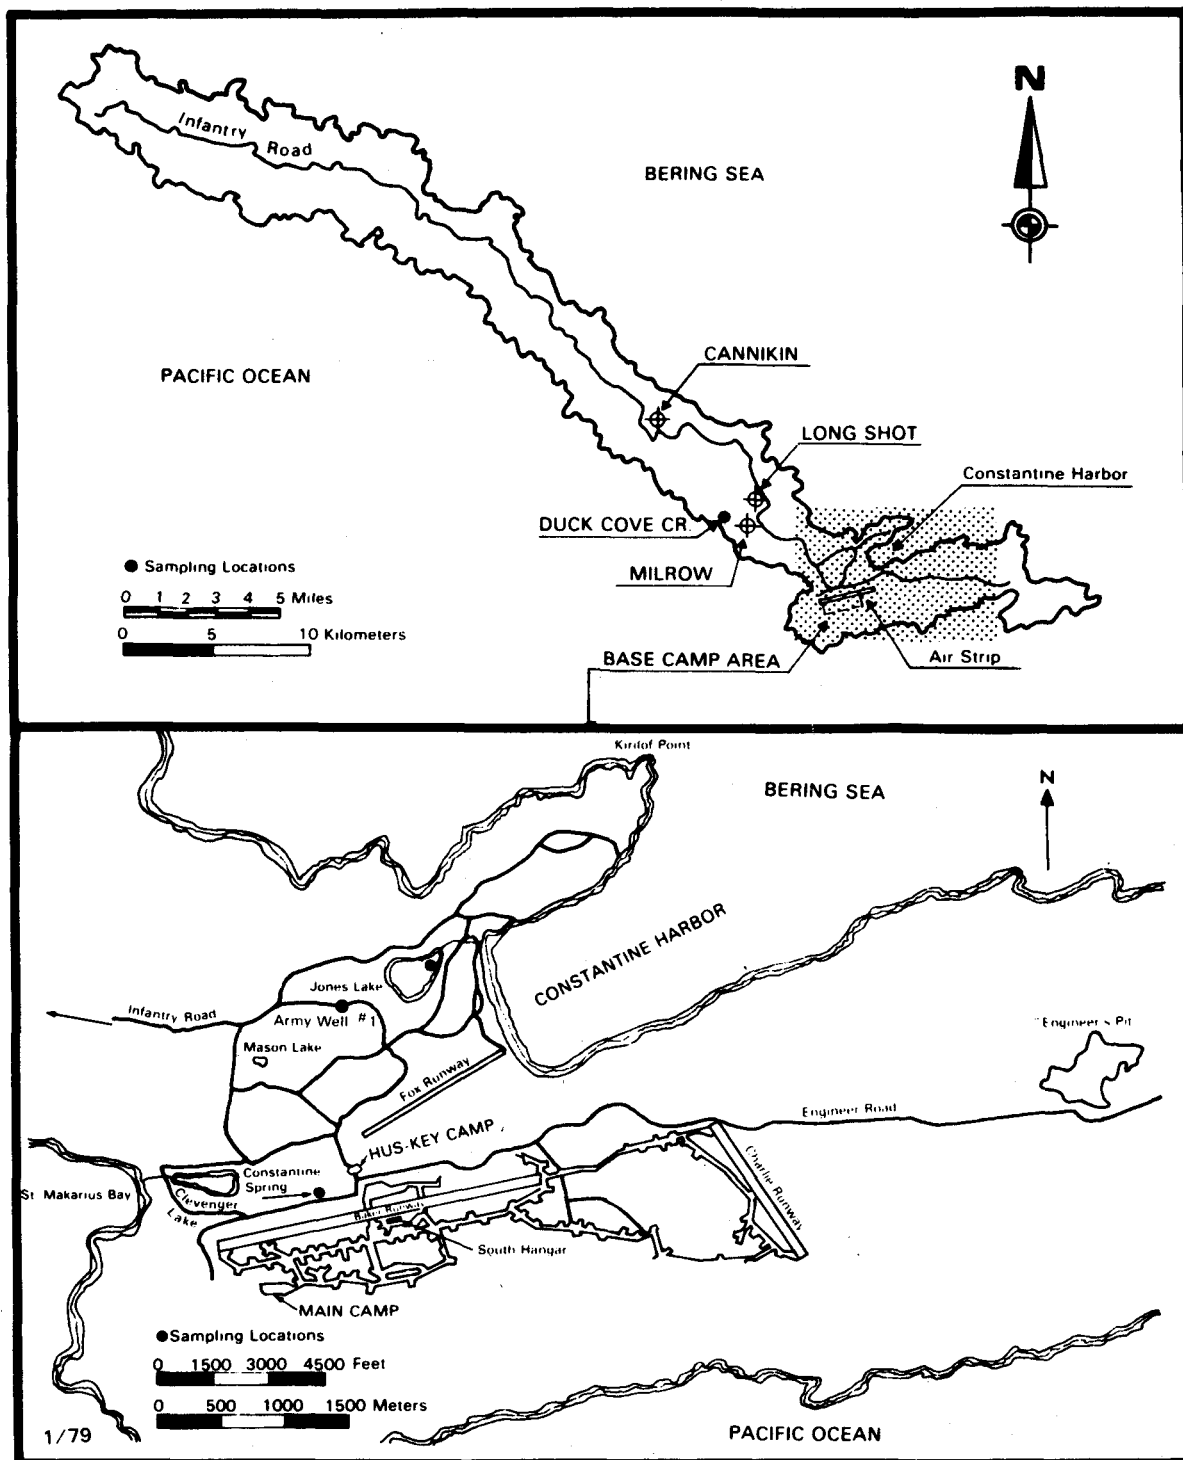 N
Infantry
Road
BERING SEA
PACIFIC OCEAN
CANNIKIN
LONG SHOT
Constantine Harbor
DUCK COVE CR.
MILROW
Sampling Locations
0 1 2 3 4 5 Miles
0 5 10 Kilometers
BASE CAMP AREA
Air Strip
Kirilof Point
BERING SEA
N
CONSTANTINE HARBOR
Jones Lake
Infantry Road
Army Well #1
Mason Lake
Engineer's Pit
Fox Runway
Engineer Road
HUS-KEY CAMP
Charlie Runway
Constantine
Spring
St. Makarius Bay
Clevenger
Lake
Baker Runway
South Hangar
MAIN CAMP
Sampling Locations
0 1500 3000 4500 Feet
0 500 1000 1500 Meters
1/79
PACIFIC OCEAN